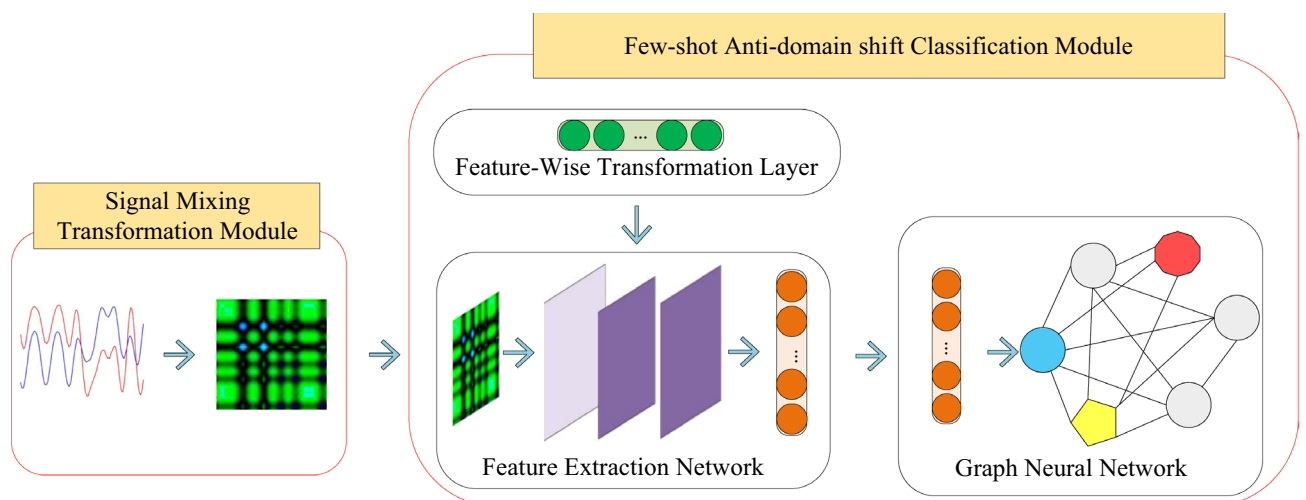 Few-shot Anti-domain shift Classification Module
...
Feature-Wise Transformation Layer
Signal Mixing
Transformation Module
...
...
Feature Extraction Network
Graph Neural Network